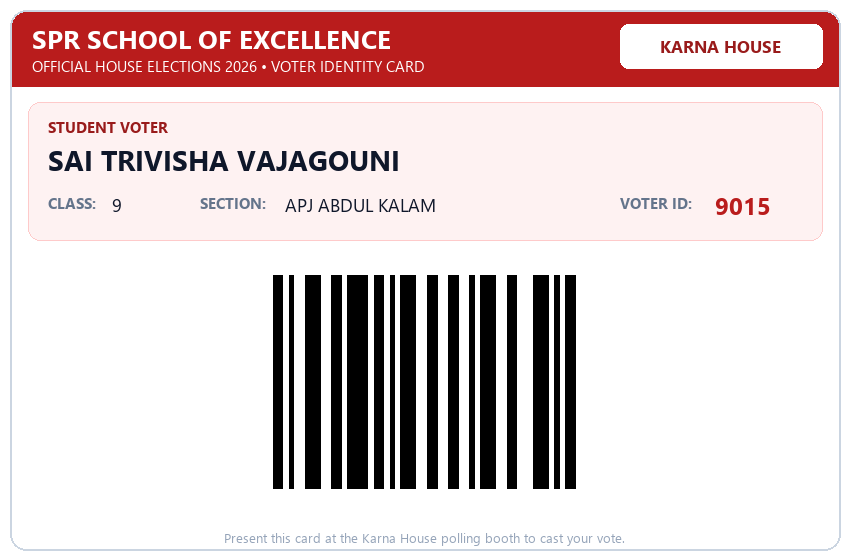 SPR SCHOOL OF EXCELLENCE
OFFICIAL HOUSE ELECTIONS 2026 • VOTER IDENTITY CARD
KARNA HOUSE
STUDENT VOTER
SAI TRIVISHA VAJAGOUNI
CLASS: 9 SECTION: APJ ABDUL KALAM VOTER ID: 9015
Present this card at the Karna House polling booth to cast your vote.